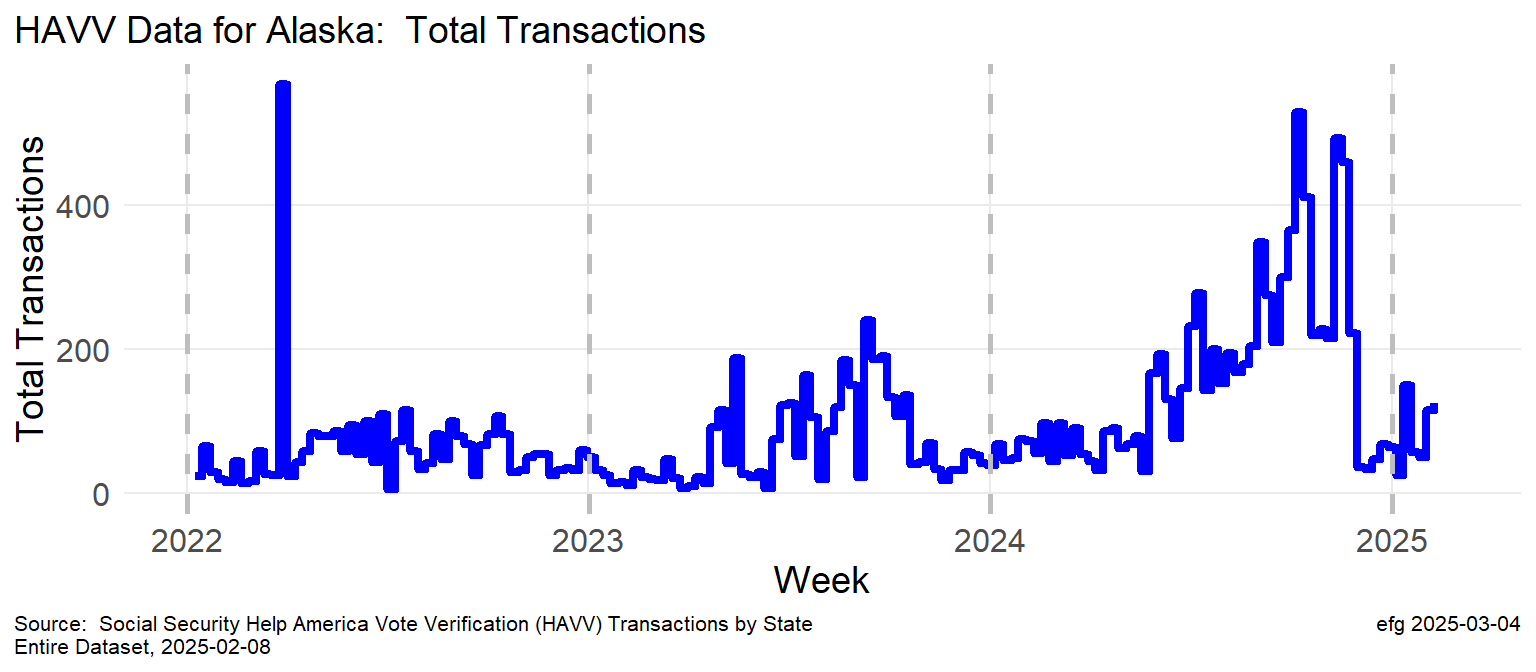 HAVV Data for Alaska:  Total Transactions
Total Transactions
400
200
0
2022 2023 2024 2025
Week
Source:  Social Security Help America Vote Verification (HAVV) Transactions by State
Entire Dataset, 2025-02-08
efg 2025-03-04